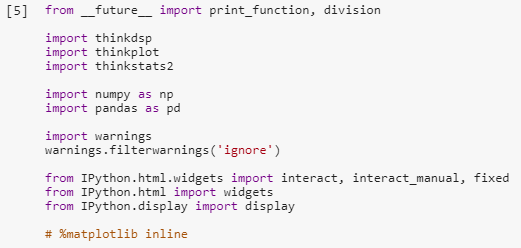 [5] from __future__ import print_function, division
import thinkdsp
import thinkplot
import thinkstats2
import numpy as np
import pandas as pd
import warnings
warnings.filterwarnings('ignore')
from IPython.html.widgets import interact, interact_manual, fixed
from IPython.html import widgets
from IPython.display import display
# %matplotlib inline